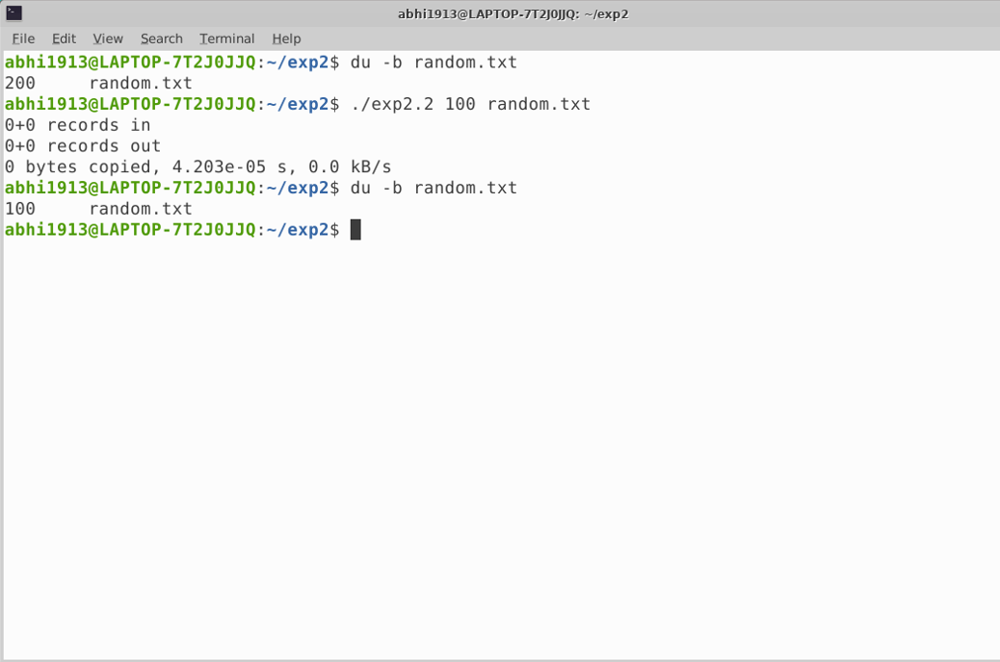 abhi1913@LAPTOP-7T2J0JJQ: ~/exp2
File Edit View Search Terminal Help
abhi1913@LAPTOP-7T2J0JJQ:~/exp2$ du -b random.txt
200     random.txt
abhi1913@LAPTOP-7T2J0JJQ:~/exp2$ ./exp2.2 100 random.txt
0+0 records in
0+0 records out
0 bytes copied, 4.203e-05 s, 0.0 kB/s
abhi1913@LAPTOP-7T2J0JJQ:~/exp2$ du -b random.txt
100     random.txt
abhi1913@LAPTOP-7T2J0JJQ:~/exp2$